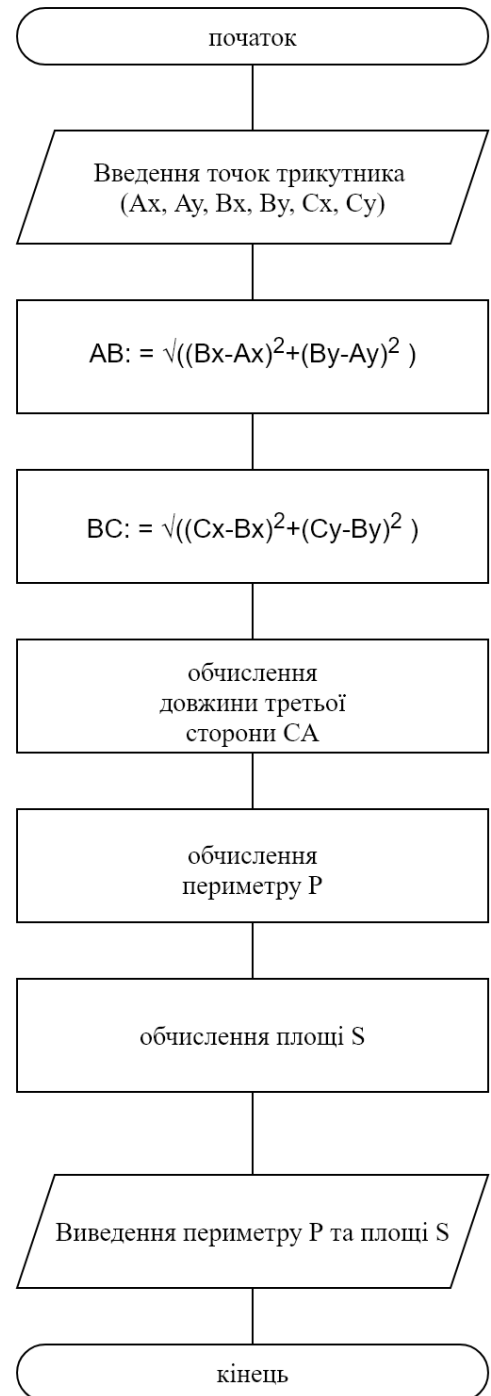 початок
Введення точок трикутника
(Ax, Ay, Bx, By, Cx, Cy)
AB: = √((Bx-Ax)²+(By-Ay)² )
BC: = √((Cx-Bx)²+(Cy-By)² )
обчислення
довжини третьої
сторони CA
обчислення
периметру P
обчислення площі S
Виведення периметру P та площі S
кінець